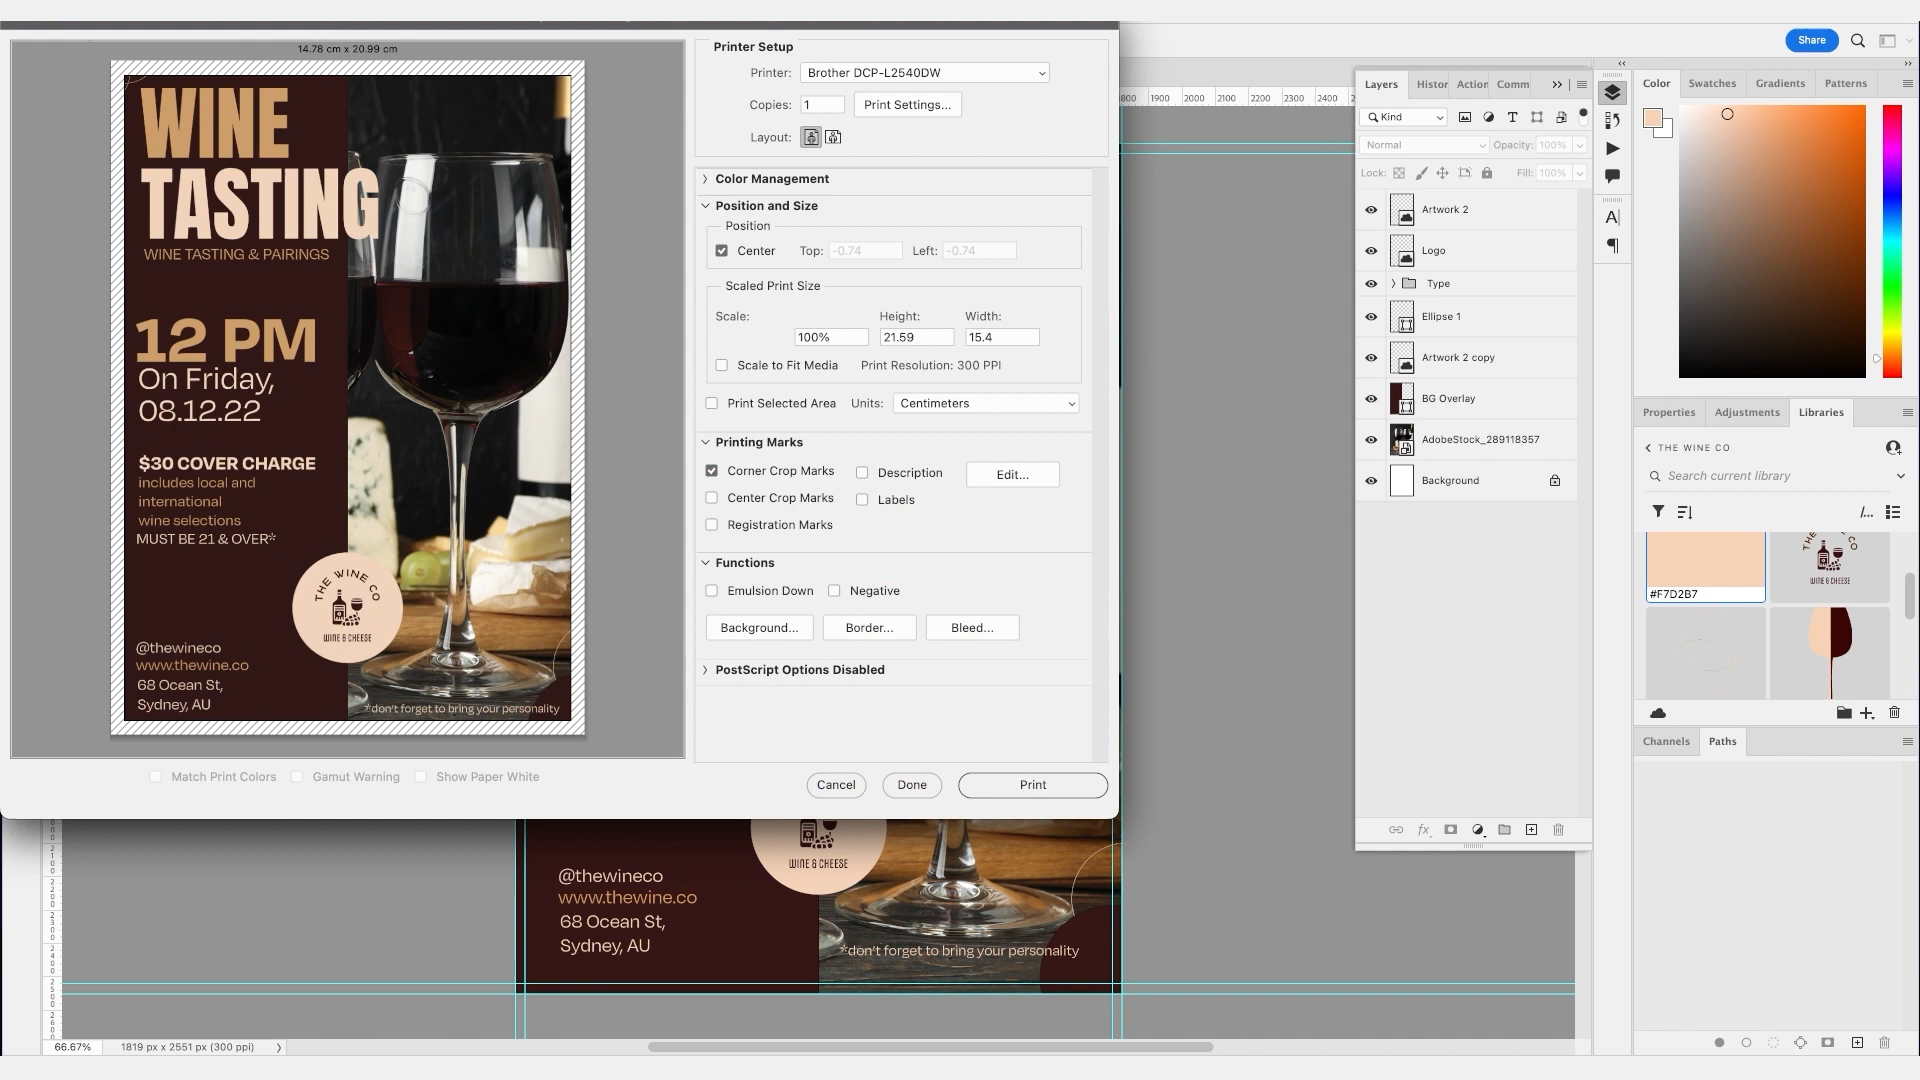 14.78 cm x 20.99 cm
WINE
TASTING
WINE TASTING & PAIRINGS
12 PM
On Friday,
08.12.22
$30 COVER CHARGE
includes local and
international
wine selections
MUST BE 21 & OVER*
THE WINE CO
WINE & CHEESE
@thewineco
www.thewine.co
68 Ocean St,
Sydney, AU
*don't forget to bring your personality
Match Print Colors
Gamut Warning
Show Paper White
Printer Setup
Printer: Brother DCP-L2540DW
Copies: 1 Print Settings...
Layout:
Color Management
Position and Size
Position
Center Top: -0.74 Left: -0.74
Scaled Print Size
Scale: Height: Width:
100% 21.59 15.4
Scale to Fit Media Print Resolution: 300 PPI
Print Selected Area Units: Centimeters
Printing Marks
Corner Crop Marks Description Edit...
Center Crop Marks Labels
Registration Marks
Functions
Emulsion Down Negative
Background... Border... Bleed...
PostScript Options Disabled
Cancel Done Print
1900 2000 2100 2200 2300 2400
WINE & CHEESE
@thewineco
www.thewine.co
68 Ocean St,
Sydney, AU
*don't forget to bring your personality
66.67% 1819 px x 2551 px (300 ppi)
Share
Layers Histor Action Comm
Kind
Normal Opacity: 100%
Lock: Fill: 100%
Artwork 2
Logo
Type
Ellipse 1
Artwork 2 copy
BG Overlay
AdobeStock_289118357
Background
fx
Color Swatches Gradients Patterns
Properties Adjustments Libraries
THE WINE CO
Search current library
/...
#F7D2B7
WINE & CHEESE
Channels Paths